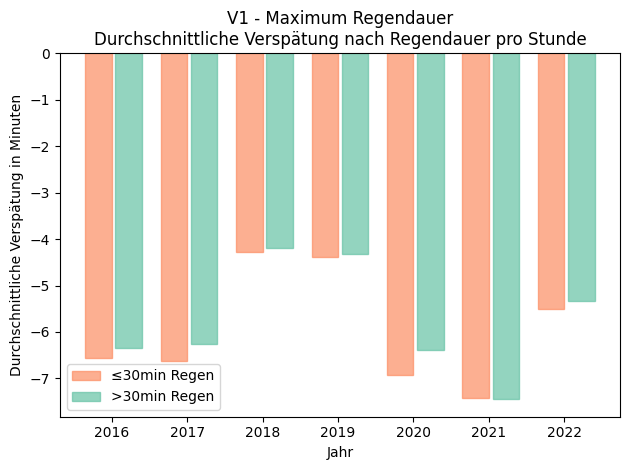 V1 - Maximum Regendauer
Durchschnittliche Verspätung nach Regendauer pro Stunde
Durchschnittliche Verspätung in Minuten
0
−1
−2
−3
−4
−5
−6
−7
≤30min Regen
>30min Regen
2016 2017 2018 2019 2020 2021 2022
Jahr